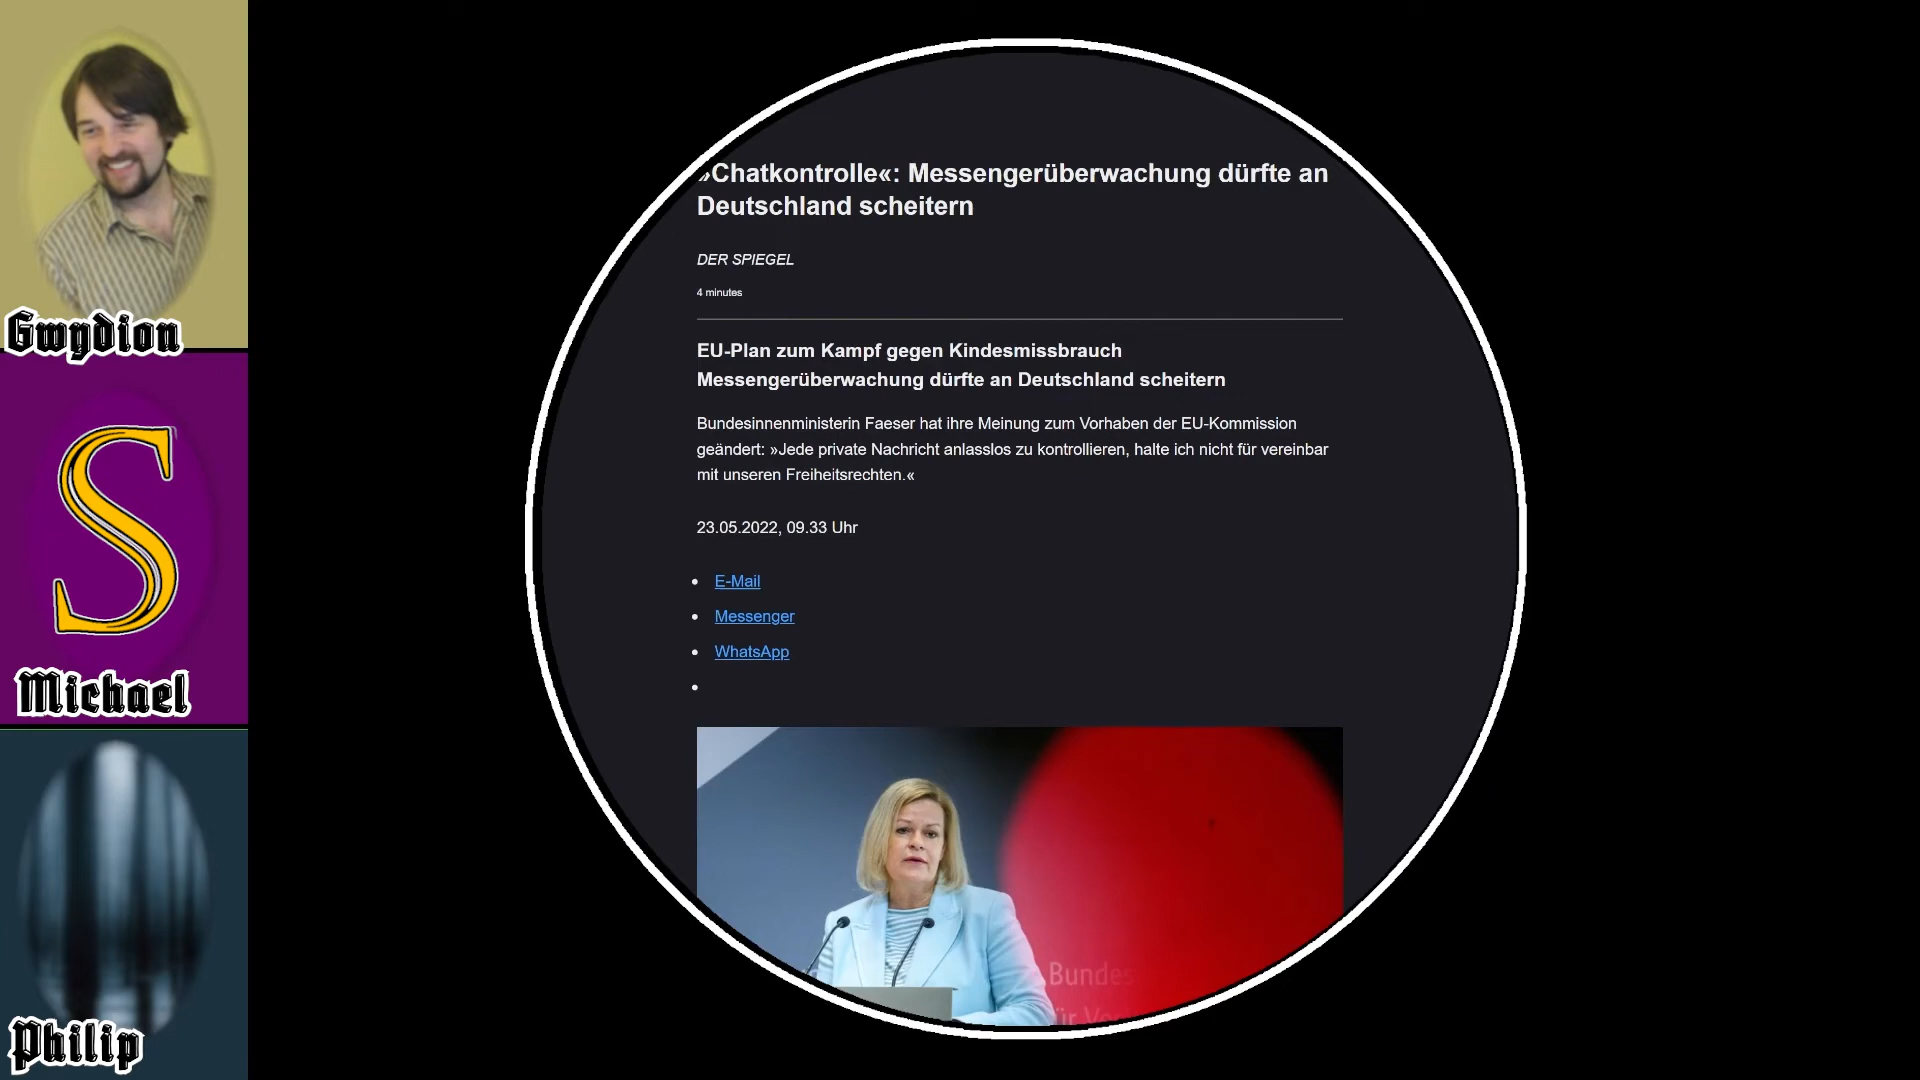 »Chatkontrolle«: Messengerüberwachung dürfte an
Deutschland scheitern
DER SPIEGEL
4 minutes
EU-Plan zum Kampf gegen Kindesmissbrauch
Messengerüberwachung dürfte an Deutschland scheitern
Bundesinnenministerin Faeser hat ihre Meinung zum Vorhaben der EU-Kommission
geändert: »Jede private Nachricht anlasslos zu kontrollieren, halte ich nicht für vereinbar
mit unseren Freiheitsrechten.«
23.05.2022, 09.33 Uhr
E-Mail
Messenger
WhatsApp
Bundes
Gwydion
S
Michael
Philip